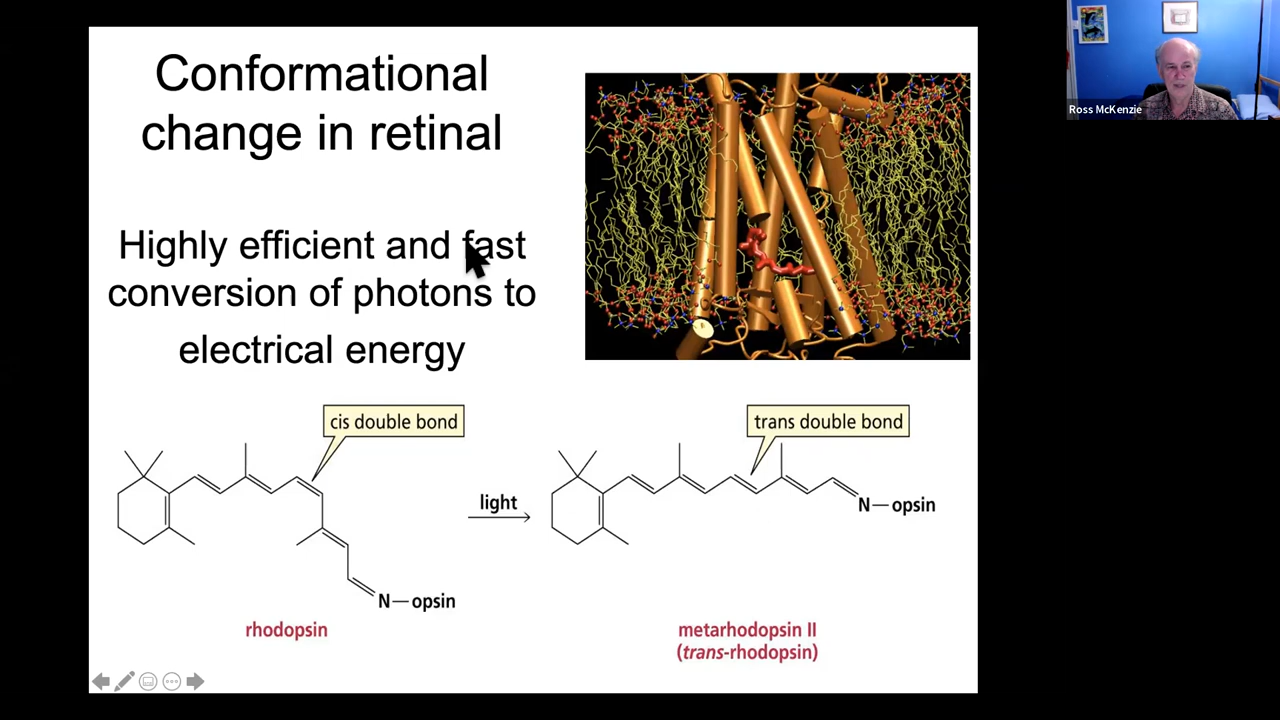 Conformational
change in retinal
Highly efficient and fast
conversion of photons to
electrical energy
Ross McKenzie
cis double bond
trans double bond
light
N—opsin
N—opsin
rhodopsin
metarhodopsin II
(trans-rhodopsin)